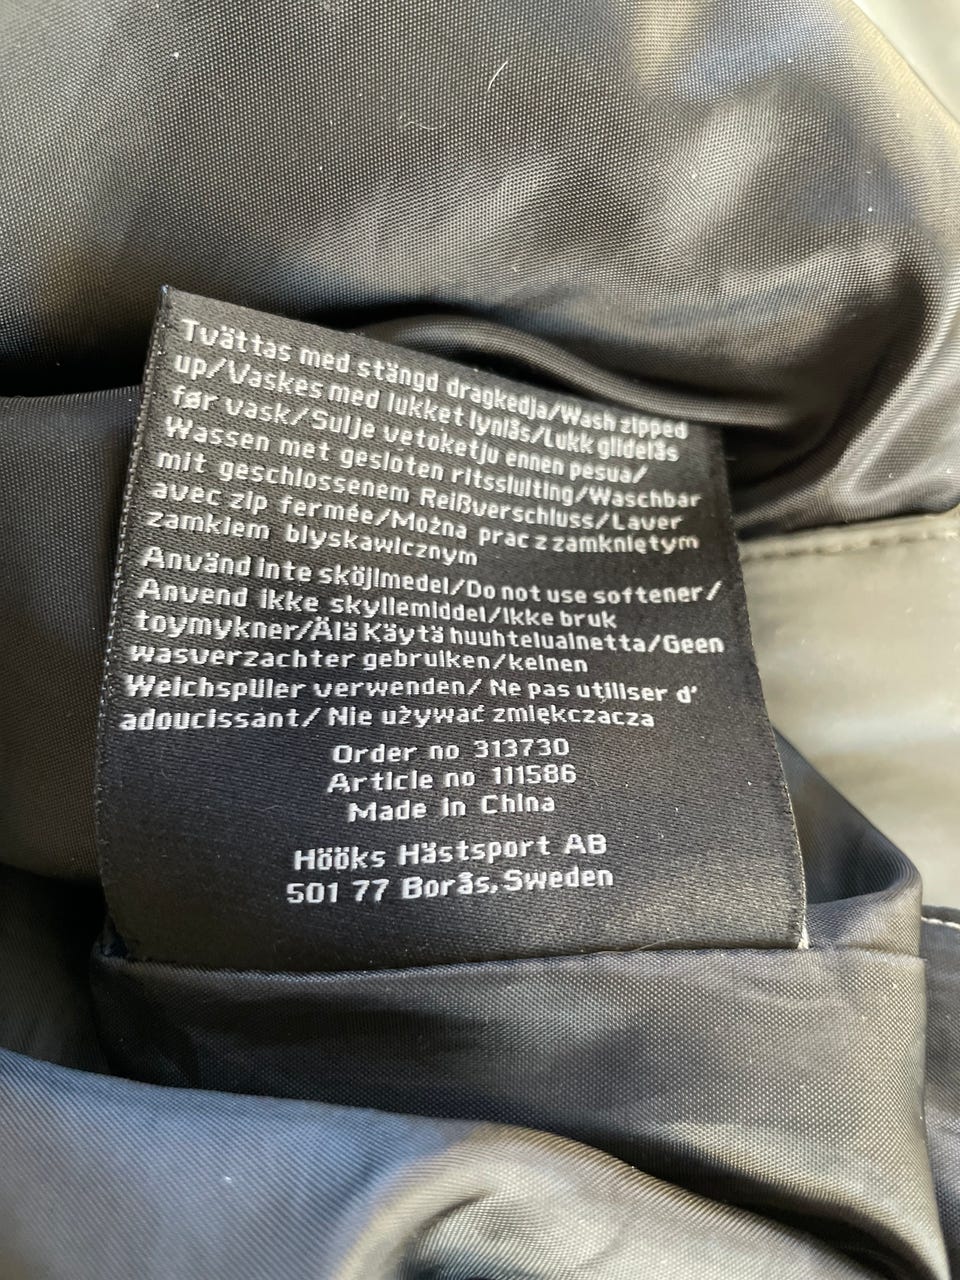 Tvättas med stängd dragkedja/Wash zipped
up/Vaskes med lukket lynlås/Lukk glidelås
før vask/Sulje vetoketju ennen pesua/
Wassen met gesloten ritssluiting/Waschbar
mit geschlossenem Reißverschluss/Laver
avec zip fermée/Można prac z zamkniętym
zamkiem blyskawicznym
Använd inte sköjlmedel/Do not use softener/
Anvend ikke skyllemiddel/Ikke bruk
toymykner/Älä Käytä huuhtelualnetta/Geen
wasverzachter gebruiken/keinen
Weichspüler verwenden/ Ne pas utiliser d'
adoucissant/ Nie używać zmiękczacza
Order no 313730
Article no 111586
Made in China
Hööks Hästsport AB
501 77 Borås, Sweden